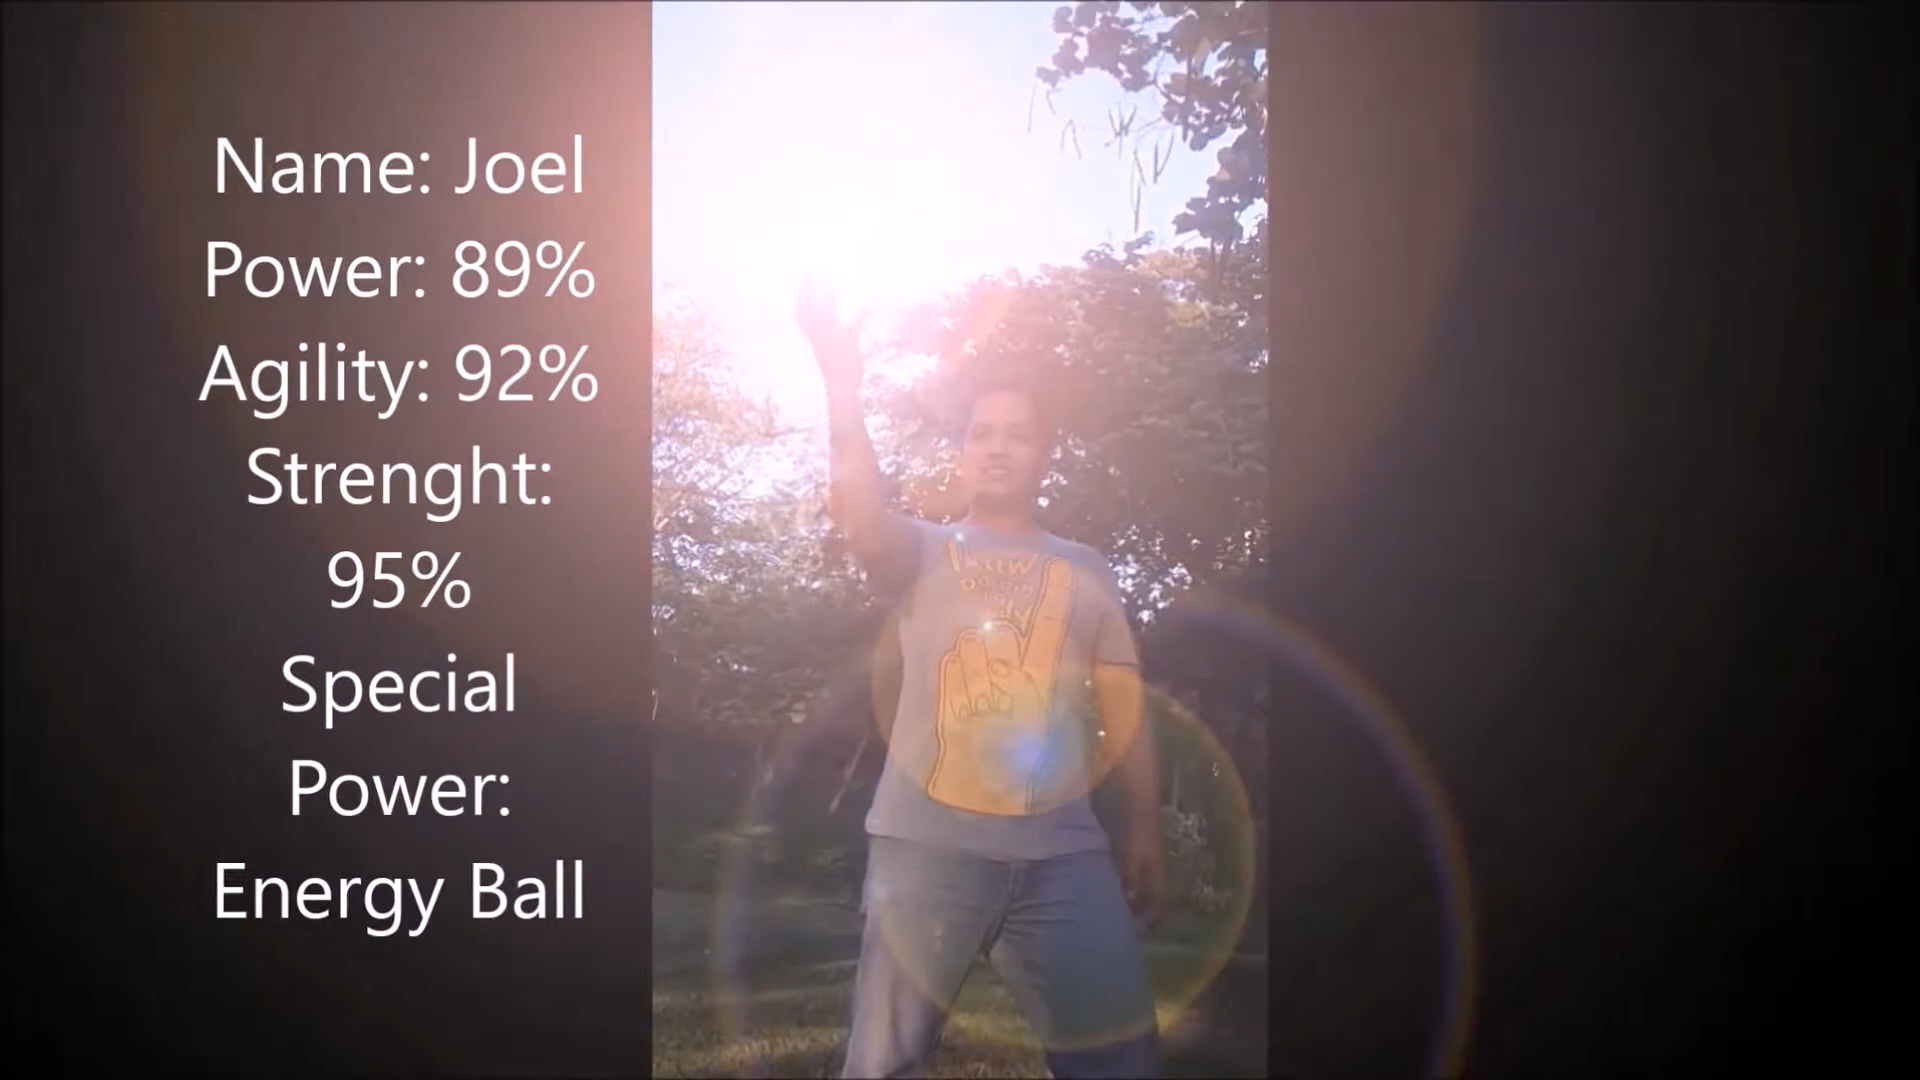 Name: Joel
Power: 89%
Agility: 92%
Strenght:
95%
Special
Power:
Energy Ball